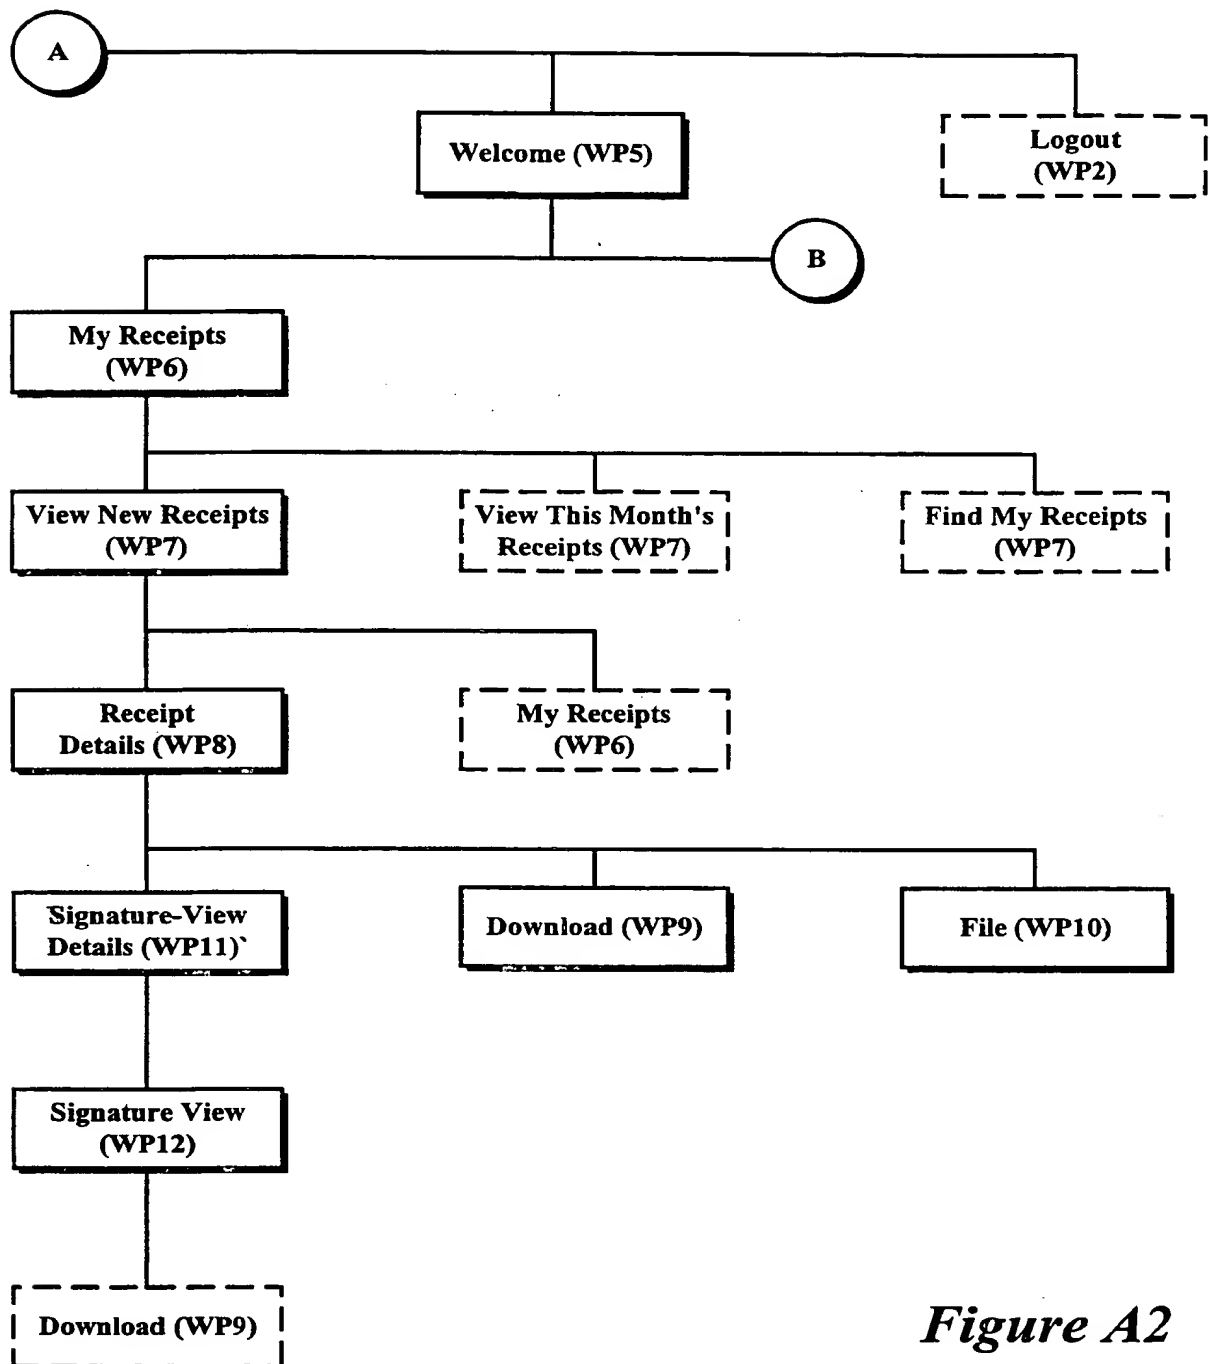 A
Welcome (WP5)
Logout
(WP2)
B
My Receipts
(WP6)
View New Receipts
(WP7)
View This Month's
Receipts (WP7)
Find My Receipts
(WP7)
Receipt
Details (WP8)
My Receipts
(WP6)
Signature-View
Details (WP11)
Download (WP9)
File (WP10)
Signature View
(WP12)
Download (WP9)
Figure A2